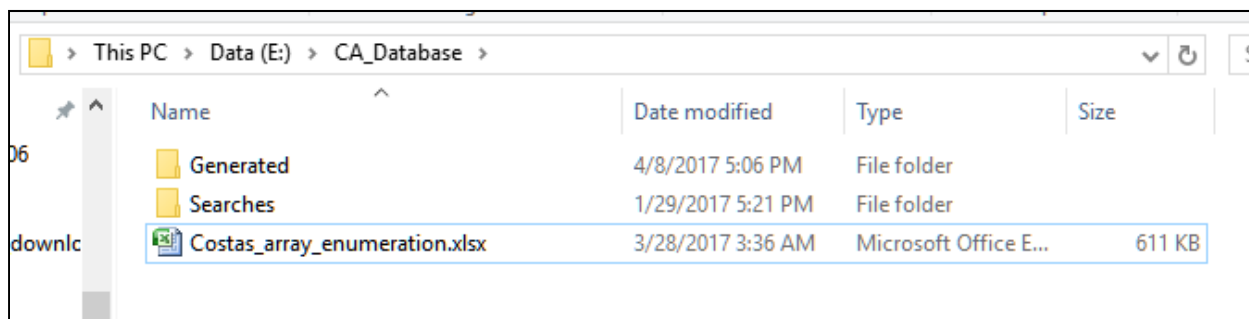 This PC > Data (E:) > CA_Database >
Name Date modified Type Size
06
Generated 4/8/2017 5:06 PM File folder
Searches 1/29/2017 5:21 PM File folder
downlc Costas_array_enumeration.xlsx 3/28/2017 3:36 AM Microsoft Office E... 611 KB